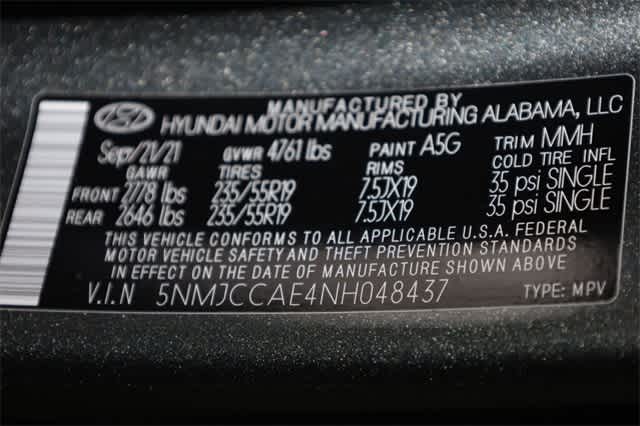 MANUFACTURED BY
HYUNDAI MOTOR MANUFACTURING ALABAMA, LLC
Sep/21/21 GVWR 4761 lbs PAINT A5G TRIM MMH
GAWR TIRES RIMS COLD TIRE INFL
FRONT 2778 lbs 235/55R19 7.5JX19 35 psi SINGLE
REAR 2646 lbs 235/55R19 7.5JX19 35 psi SINGLE
THIS VEHICLE CONFORMS TO ALL APPLICABLE U.S.A. FEDERAL
MOTOR VEHICLE SAFETY AND THEFT PREVENTION STANDARDS
IN EFFECT ON THE DATE OF MANUFACTURE SHOWN ABOVE
V.I.N 5NMJCCAE4NH048437 TYPE: MPV